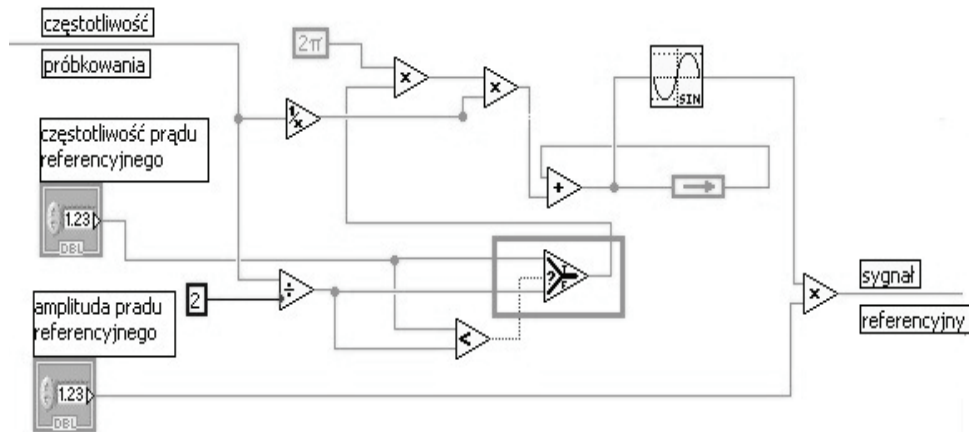 częstotliwość
próbkowania
2π
×
×
SIN
1/x
częstotliwość prądu
referencyjnego
1.23
DBL
+
2
÷
?
T
F
<
×
sygnał
referencyjny
amplituda pradu
referencyjnego
1.23
DBL